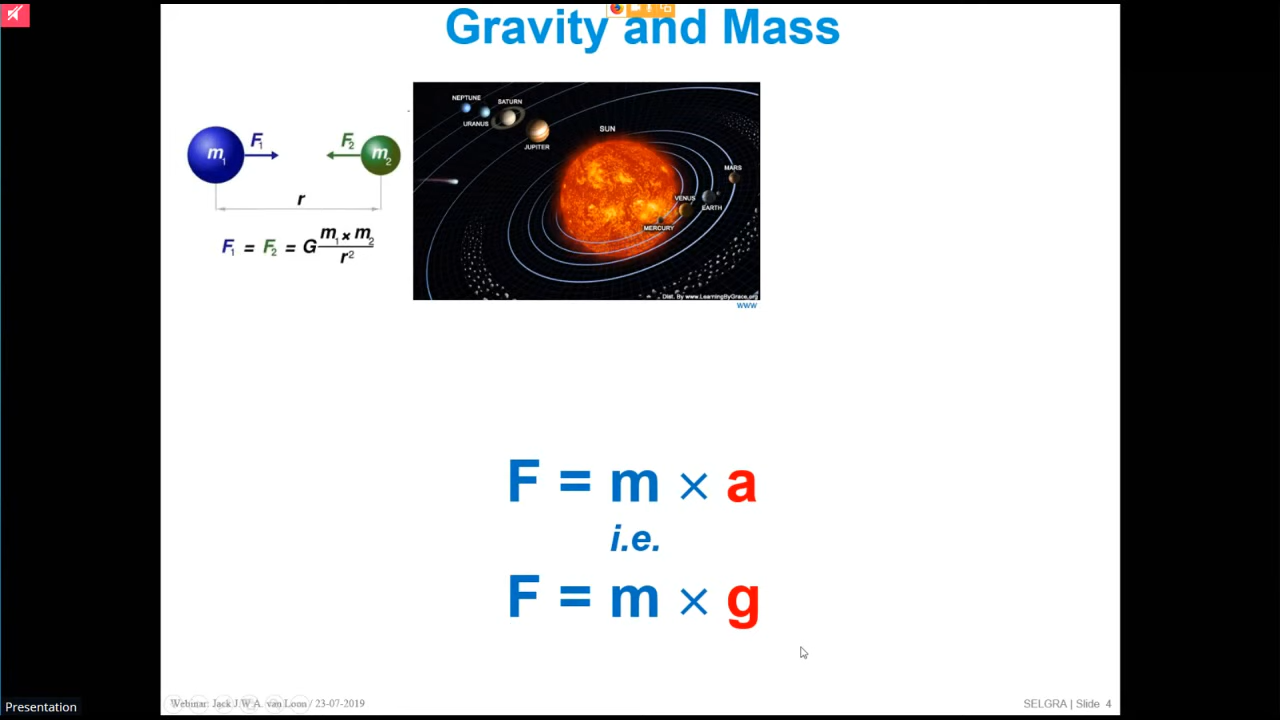 Gravity and Mass
m1
F1
F2
m2
r
F1 = F2 = G m1 × m2 / r²
NEPTUNE
SATURN
URANUS
JUPITER
SUN
MARS
VENUS
EARTH
MERCURY
Dist. By www.LearningByGrace.org
WWW
F = m × a
i.e.
F = m × g
Webinar: Jack J.W.A. van Loon / 23-07-2019
SELGRA | Slide 4
Presentation